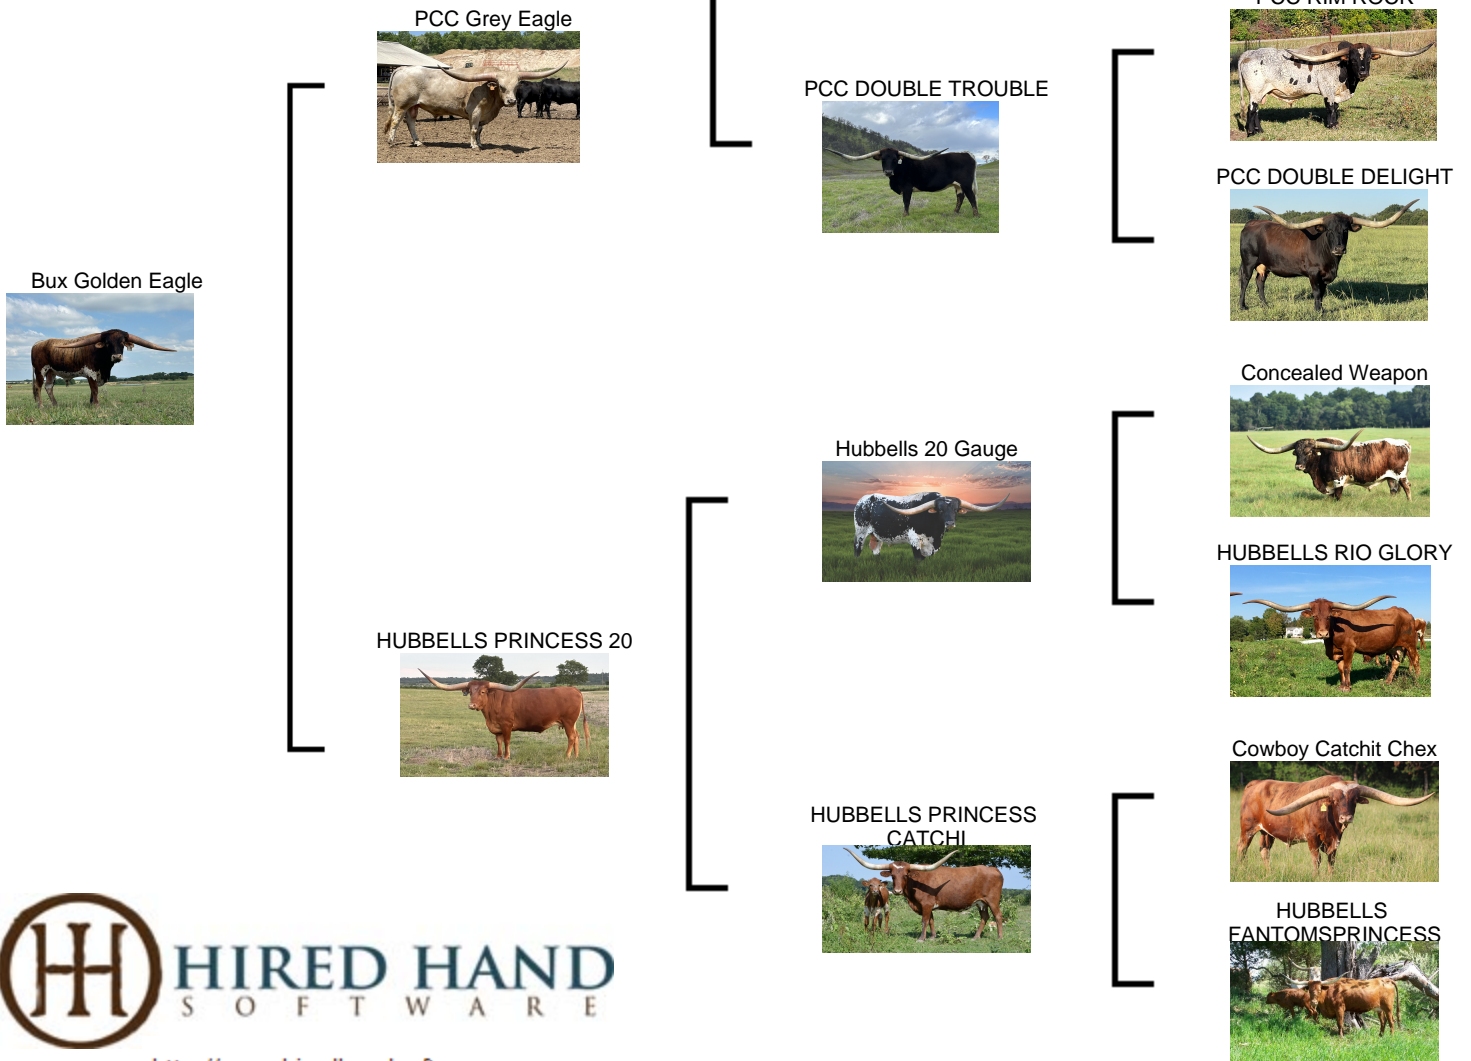 PCC Grey Eagle
PCC DOUBLE TROUBLE
PCC DOUBLE DELIGHT
Bux Golden Eagle
Concealed Weapon
Hubbells 20 Gauge
HUBBELLS RIO GLORY
HUBBELLS PRINCESS 20
Cowboy Catchit Chex
HUBBELLS PRINCESS
CATCHI
HUBBELLS
FANTOMSPRINCESS
HH
HIRED HAND
SOFTWARE